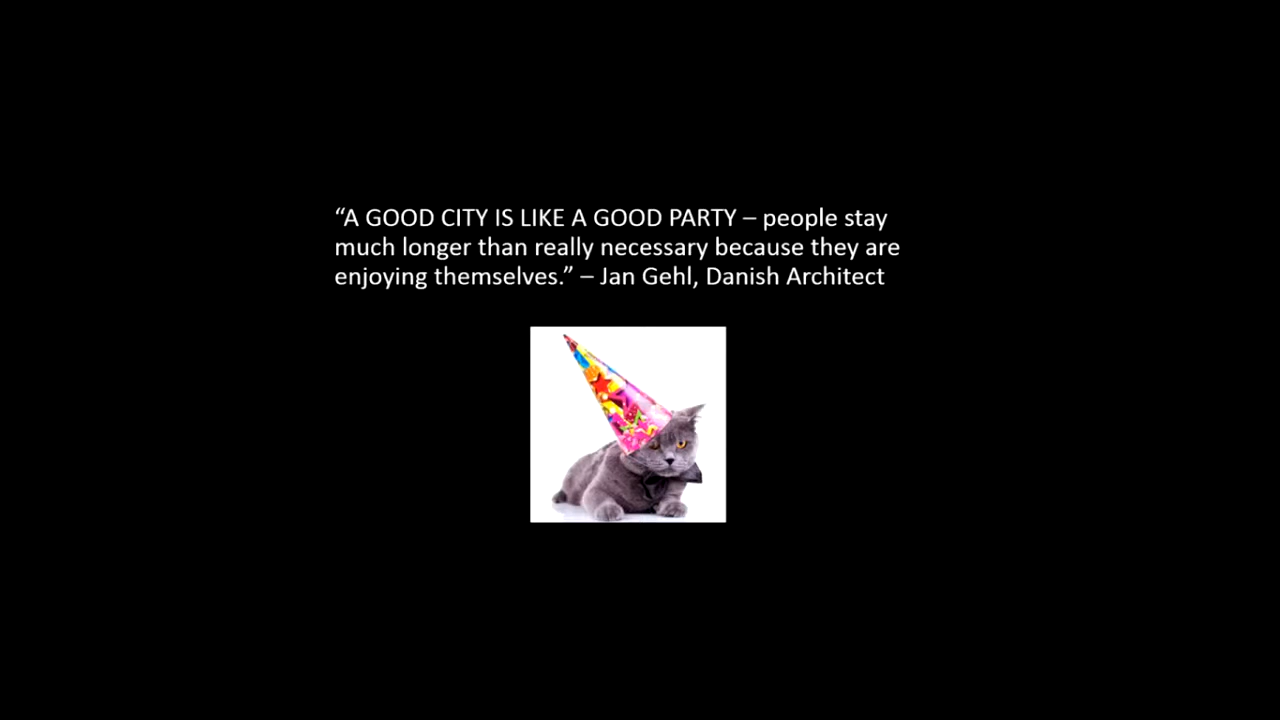 “A GOOD CITY IS LIKE A GOOD PARTY – people stay
much longer than really necessary because they are
enjoying themselves.” – Jan Gehl, Danish Architect